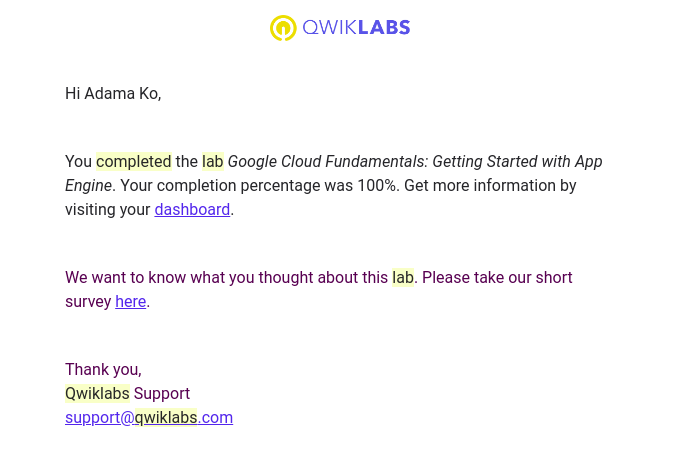 QWIKLABS
Hi Adama Ko,
You completed the lab Google Cloud Fundamentals: Getting Started with App
Engine. Your completion percentage was 100%. Get more information by
visiting your dashboard.
We want to know what you thought about this lab. Please take our short
survey here.
Thank you,
Qwiklabs Support
support@qwiklabs.com